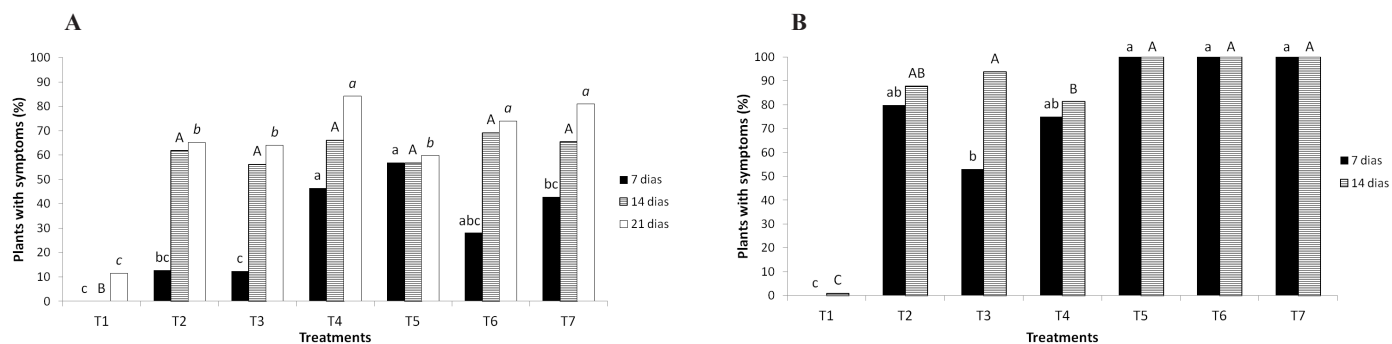 A
Plants with symptoms (%)
100
90
80
70
60
50
40
30
20
10
0
c B c
bc A b
c A b
a A a
a A b
abc A a
bc A a
T1 T2 T3 T4 T5 T6 T7
Treatments
7 dias
14 dias
21 dias
B
Plants with symptoms (%)
100
90
80
70
60
50
40
30
20
10
0
c C
ab AB
b A
ab B
a A
a A
a A
T1 T2 T3 T4 T5 T6 T7
Treatments
7 dias
14 dias